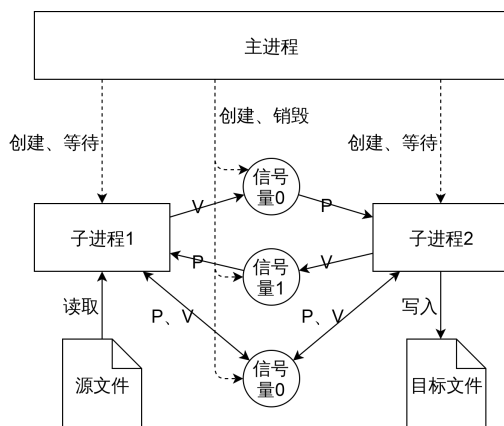 主进程
创建、销毁
创建、等待
创建、等待
信号
量0
V
P
子进程1
子进程2
P
V
信号
量1
读取
P、V
P、V
写入
信号
量0
源文件
目标文件